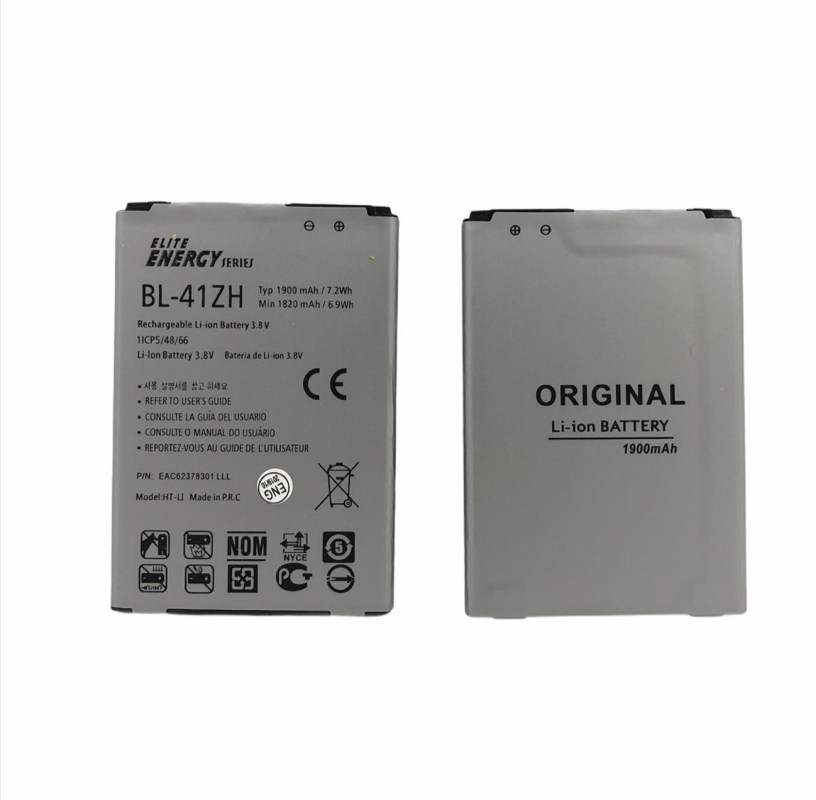 ELITE
ENERGY SERIES
BL-41ZH
Typ 1900 mAh / 7.2Wh
Min 1820 mAh / 6.9Wh
Rechargeable Li-ion Battery 3.8V
1ICP5/48/66
Li-Ion Battery 3.8V Bateria de Li-ion 3.8V
• 사용 설명서를 참고 하세요
• REFER TO USER'S GUIDE
• CONSULTE LA GUÍA DEL USUARIO
• CONSULTE O MANUAL DO USUÁRIO
• REPORTEZ-VOUS AU GUIDE DE L'UTILISATEUR
CE
P/N: EAC62378301 LLL
Model:HT-LI Made in P.R.C
ENG
NOM
NYCE
5
ORIGINAL
Li-ion BATTERY
1900mAh